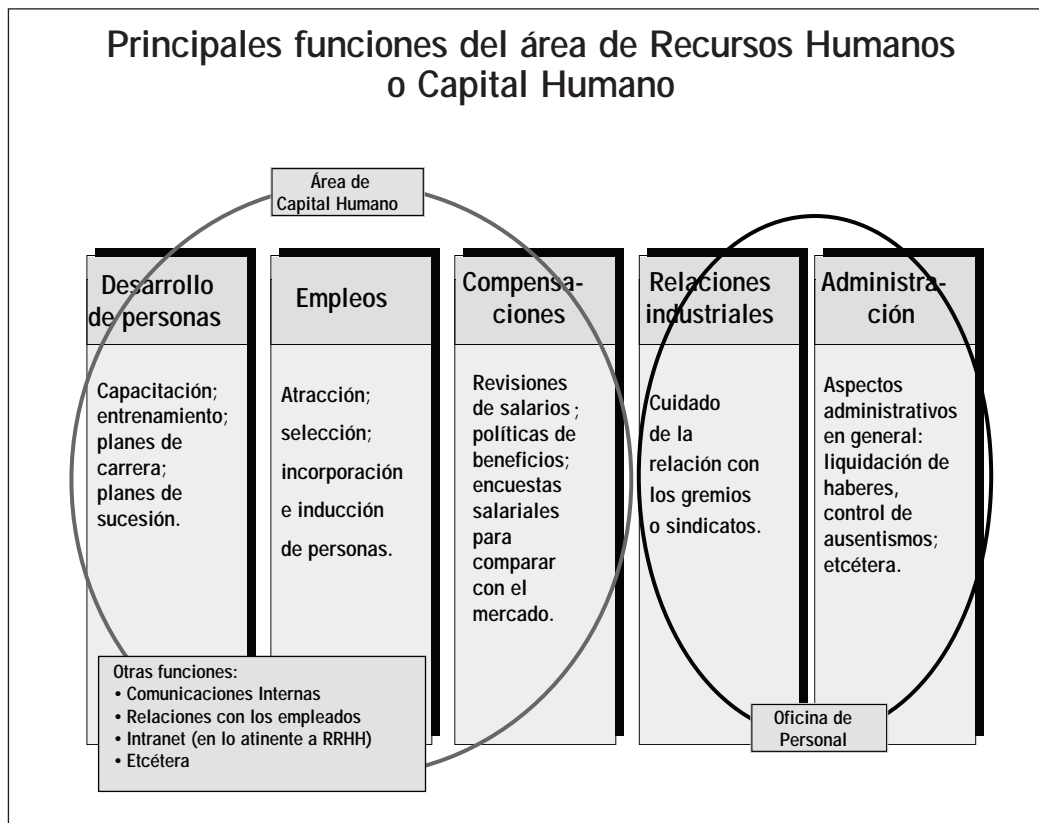 Principales funciones del área de Recursos Humanos
o Capital Humano
Área de
Capital Humano
Desarrollo
de personas
Capacitación;
entrenamiento;
planes de
carrera;
planes de
sucesión.
Empleos
Atracción;
selección;
incorporación
e inducción
de personas.
Compensa-
ciones
Revisiones
de salarios;
políticas de
beneficios;
encuestas
salariales
para
comparar
con el
mercado.
Relaciones
industriales
Cuidado
de la
relación con
los gremios
o sindicatos.
Administra-
ción
Aspectos
administrativos
en general:
liquidación de
haberes,
control de
ausentismos;
etcétera.
Otras funciones:
• Comunicaciones Internas
• Relaciones con los empleados
• Intranet (en lo atinente a RRHH)
• Etcétera
Oficina de
Personal